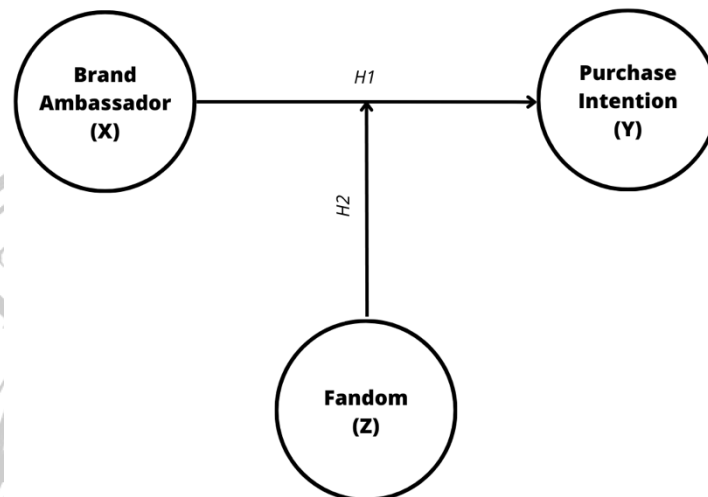 Brand
Ambassador
(X)
H1
Purchase
Intention
(Y)
H2
Fandom
(Z)